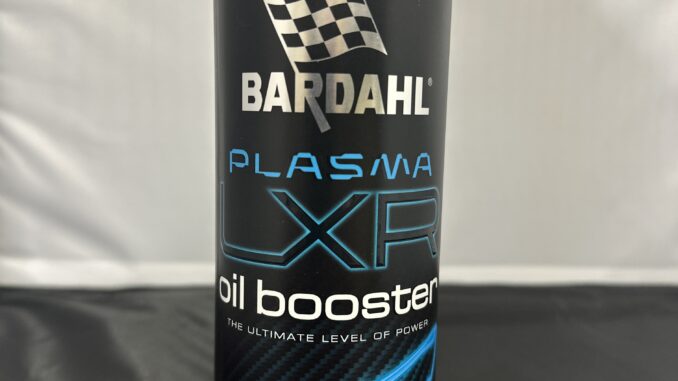 BARDAHL®
PLASMA
LXR
oil booster
THE ULTIMATE LEVEL OF POWER